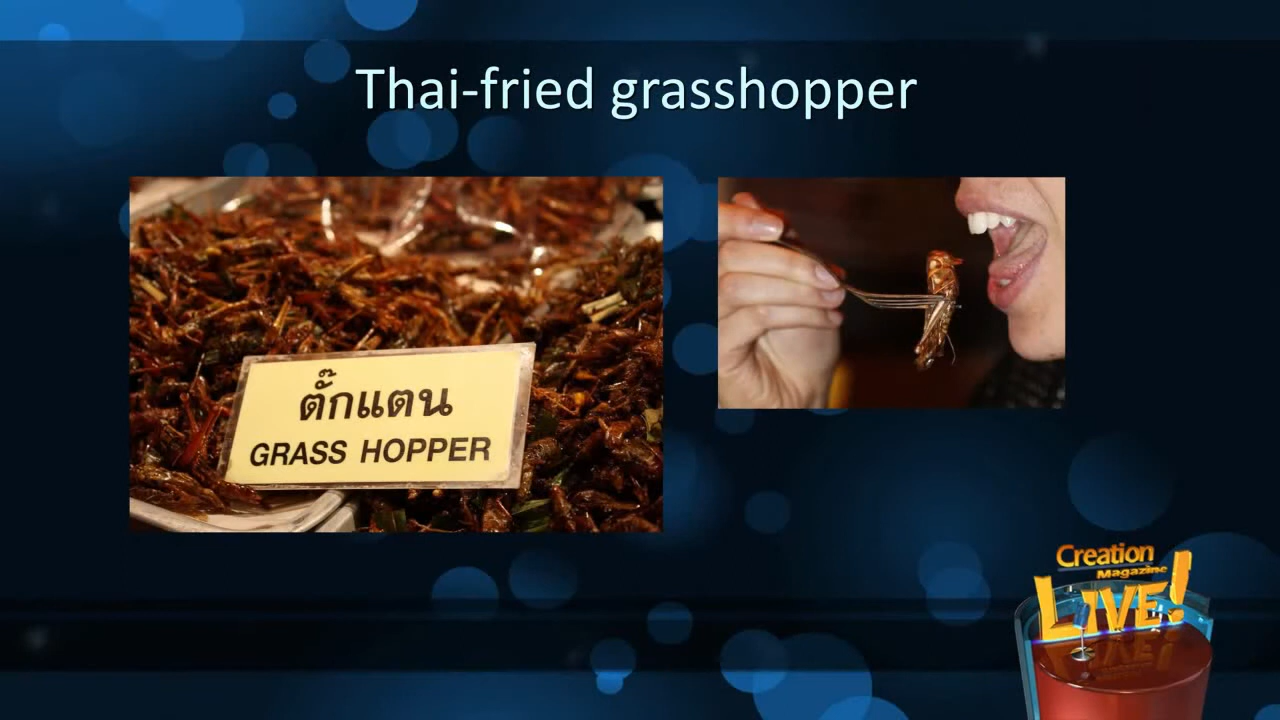 Thai-fried grasshopper
ตั๊กแตน
GRASS HOPPER
Creation
Magazine
LIVE!